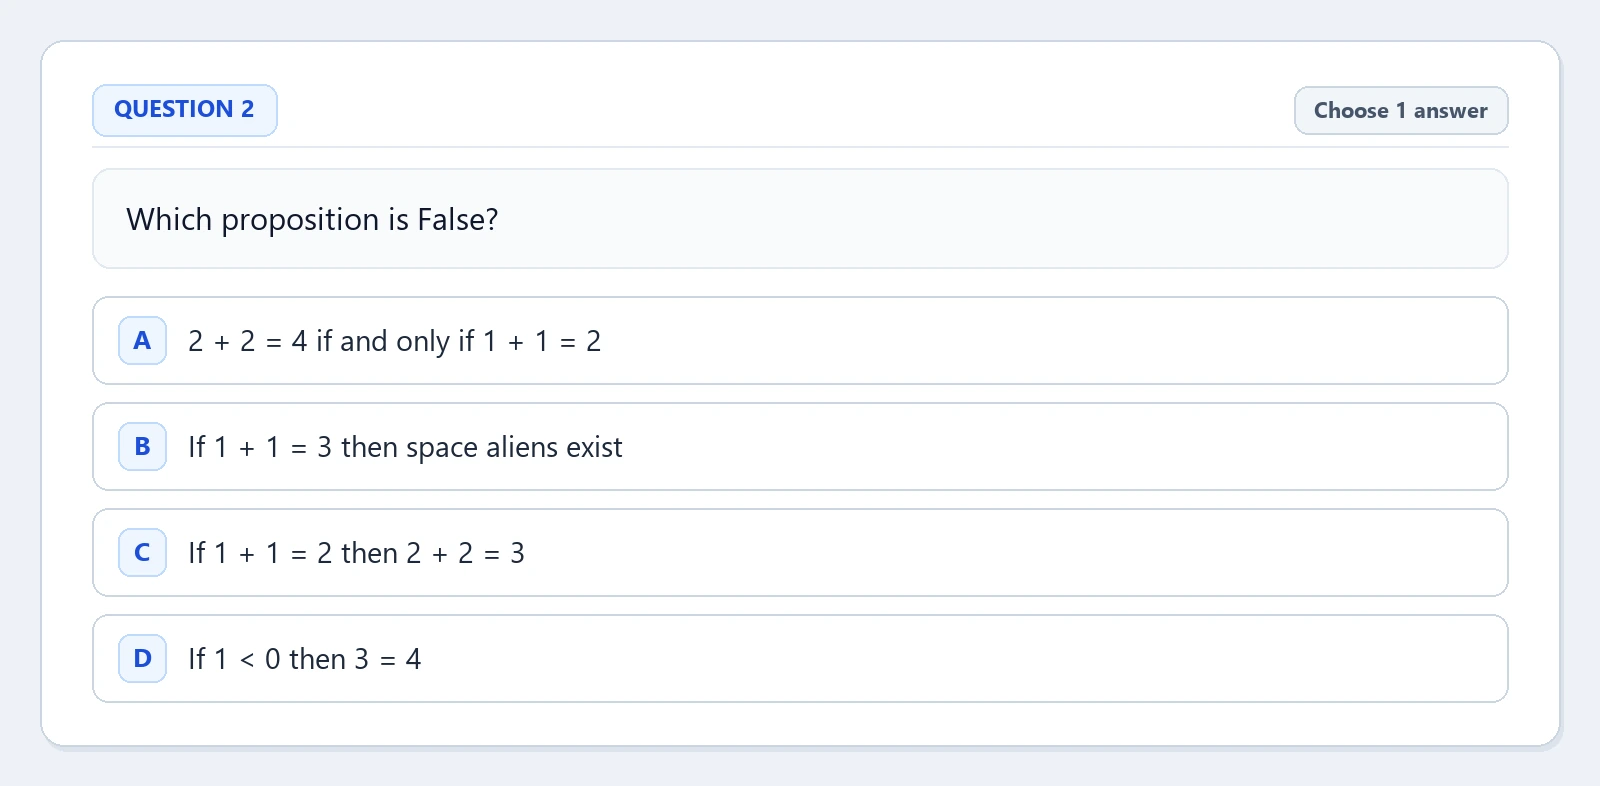 QUESTION 2
Choose 1 answer
Which proposition is False?
A 2 + 2 = 4 if and only if 1 + 1 = 2
B If 1 + 1 = 3 then space aliens exist
C If 1 + 1 = 2 then 2 + 2 = 3
D If 1 < 0 then 3 = 4